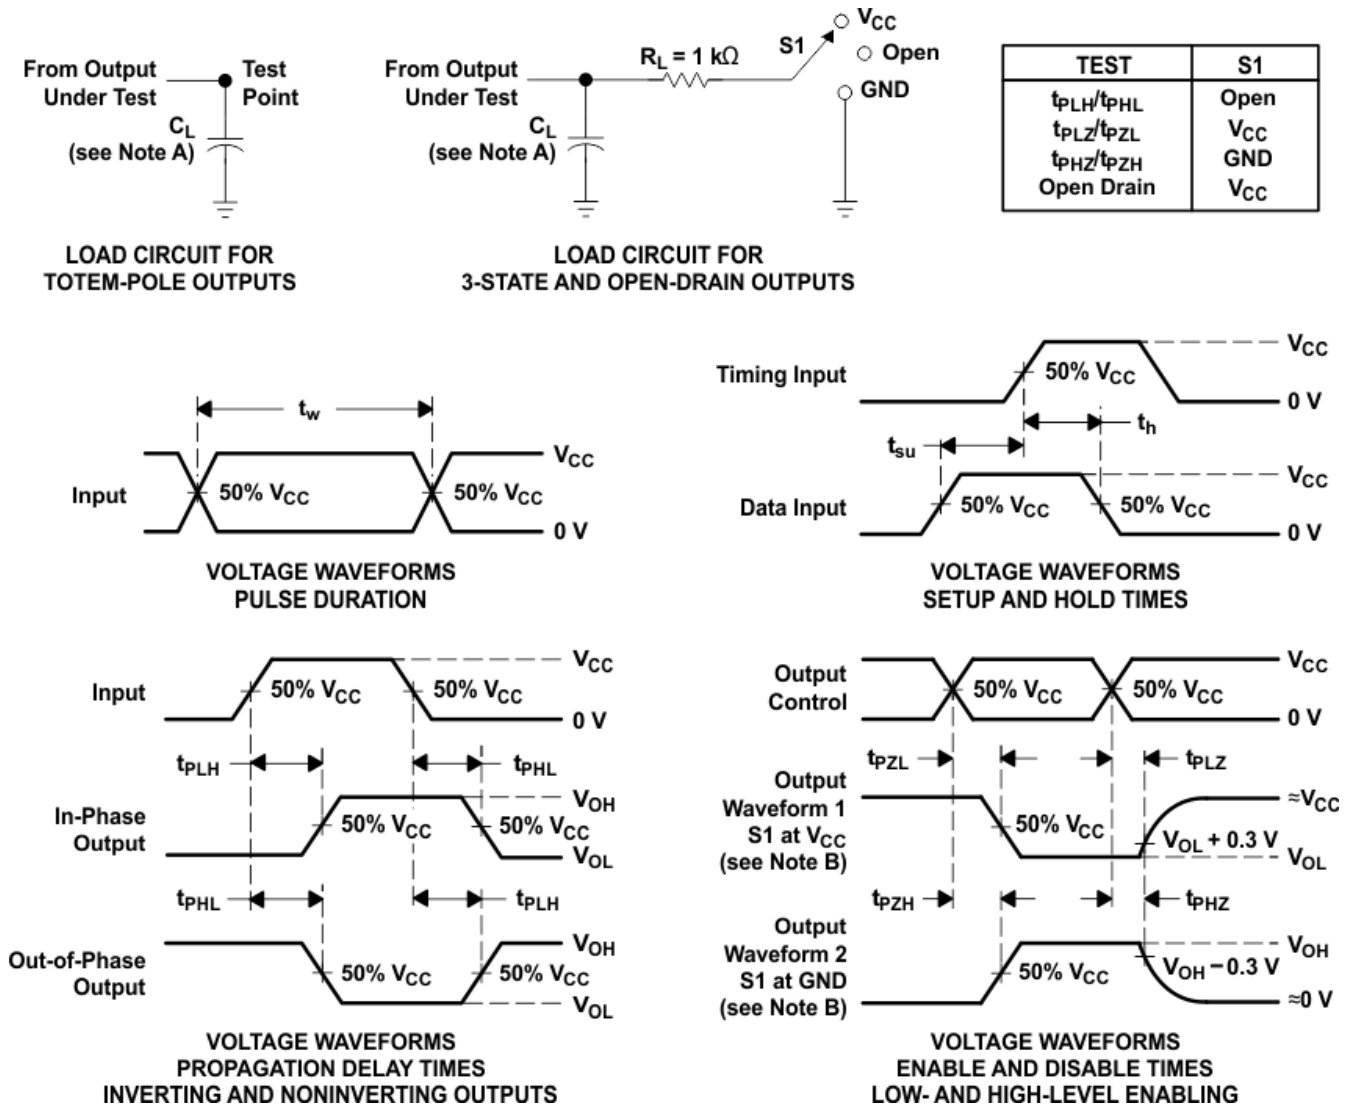 From Output
Under Test
Test
Point
CL
(see Note A)
LOAD CIRCUIT FOR
TOTEM-POLE OUTPUTS
From Output
Under Test
CL
(see Note A)
RL = 1 kΩ
S1
VCC
Open
GND
LOAD CIRCUIT FOR
3-STATE AND OPEN-DRAIN OUTPUTS
TEST S1
tPLH/tPHL Open
tPLZ/tPZL VCC
tPHZ/tPZH GND
Open Drain VCC
tw
Input
50% VCC
50% VCC
VCC
0 V
VOLTAGE WAVEFORMS
PULSE DURATION
Timing Input
50% VCC
VCC
0 V
tsu
th
Data Input
50% VCC
50% VCC
VCC
0 V
VOLTAGE WAVEFORMS
SETUP AND HOLD TIMES
Input
50% VCC
50% VCC
VCC
0 V
tPLH
tPHL
In-Phase
Output
50% VCC
50% VCC
VOH
VOL
tPHL
tPLH
Out-of-Phase
Output
50% VCC
50% VCC
VOH
VOL
VOLTAGE WAVEFORMS
PROPAGATION DELAY TIMES
INVERTING AND NONINVERTING OUTPUTS
Output
Control
50% VCC
50% VCC
VCC
0 V
tPZL
tPLZ
Output
Waveform 1
S1 at VCC
(see Note B)
50% VCC
VOL + 0.3 V
≈VCC
VOL
tPZH
tPHZ
Output
Waveform 2
S1 at GND
(see Note B)
50% VCC
VOH − 0.3 V
VOH
≈0 V
VOLTAGE WAVEFORMS
ENABLE AND DISABLE TIMES
LOW- AND HIGH-LEVEL ENABLING